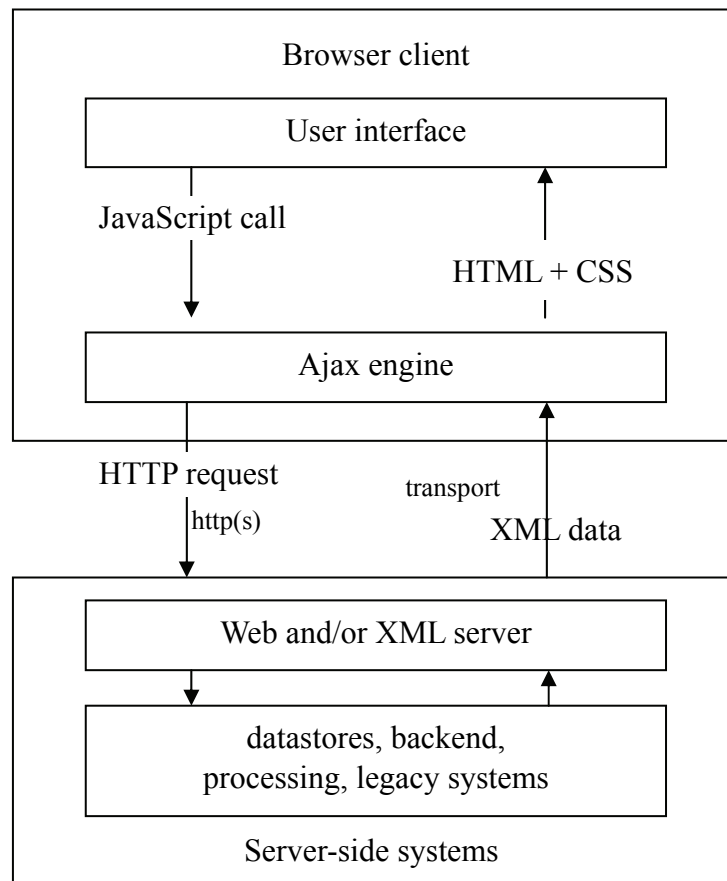 Browser client
User interface
JavaScript call
HTML + CSS
Ajax engine
HTTP request
http(s)
transport
XML data
Web and/or XML server
datastores, backend,
processing, legacy systems
Server-side systems